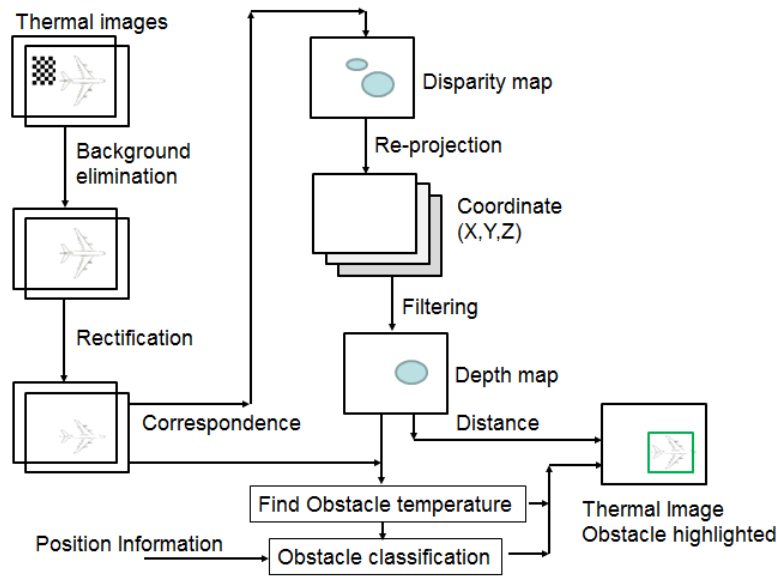 Thermal images
Background
elimination
Rectification
Correspondence
Disparity map
Re-projection
Coordinate
(X,Y,Z)
Filtering
Depth map
Distance
Find Obstacle temperature
Position Information
Obstacle classification
Thermal Image
Obstacle highlighted